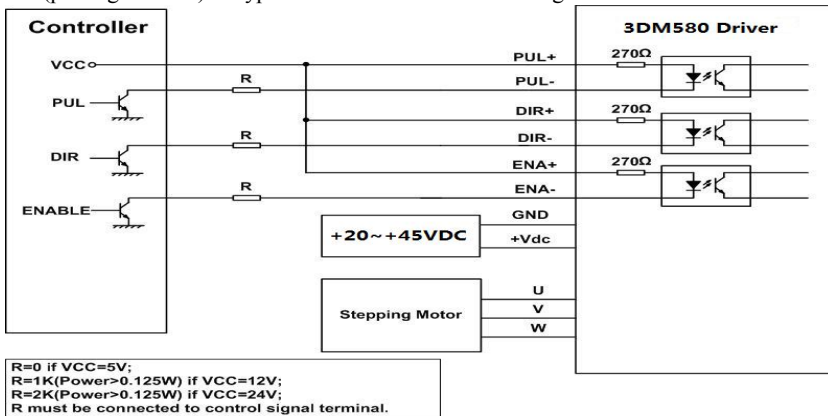 Controller
3DM580 Driver
VCC
PUL+
270Ω
R
PUL-
PUL
DIR+
270Ω
R
DIR-
DIR
ENA+
270Ω
R
ENA-
ENABLE
GND
+20~+45VDC
+Vdc
U
Stepping Motor
V
W
R=0 if VCC=5V;
R=1K(Power>0.125W) if VCC=12V;
R=2K(Power>0.125W) if VCC=24V;
R must be connected to control signal terminal.